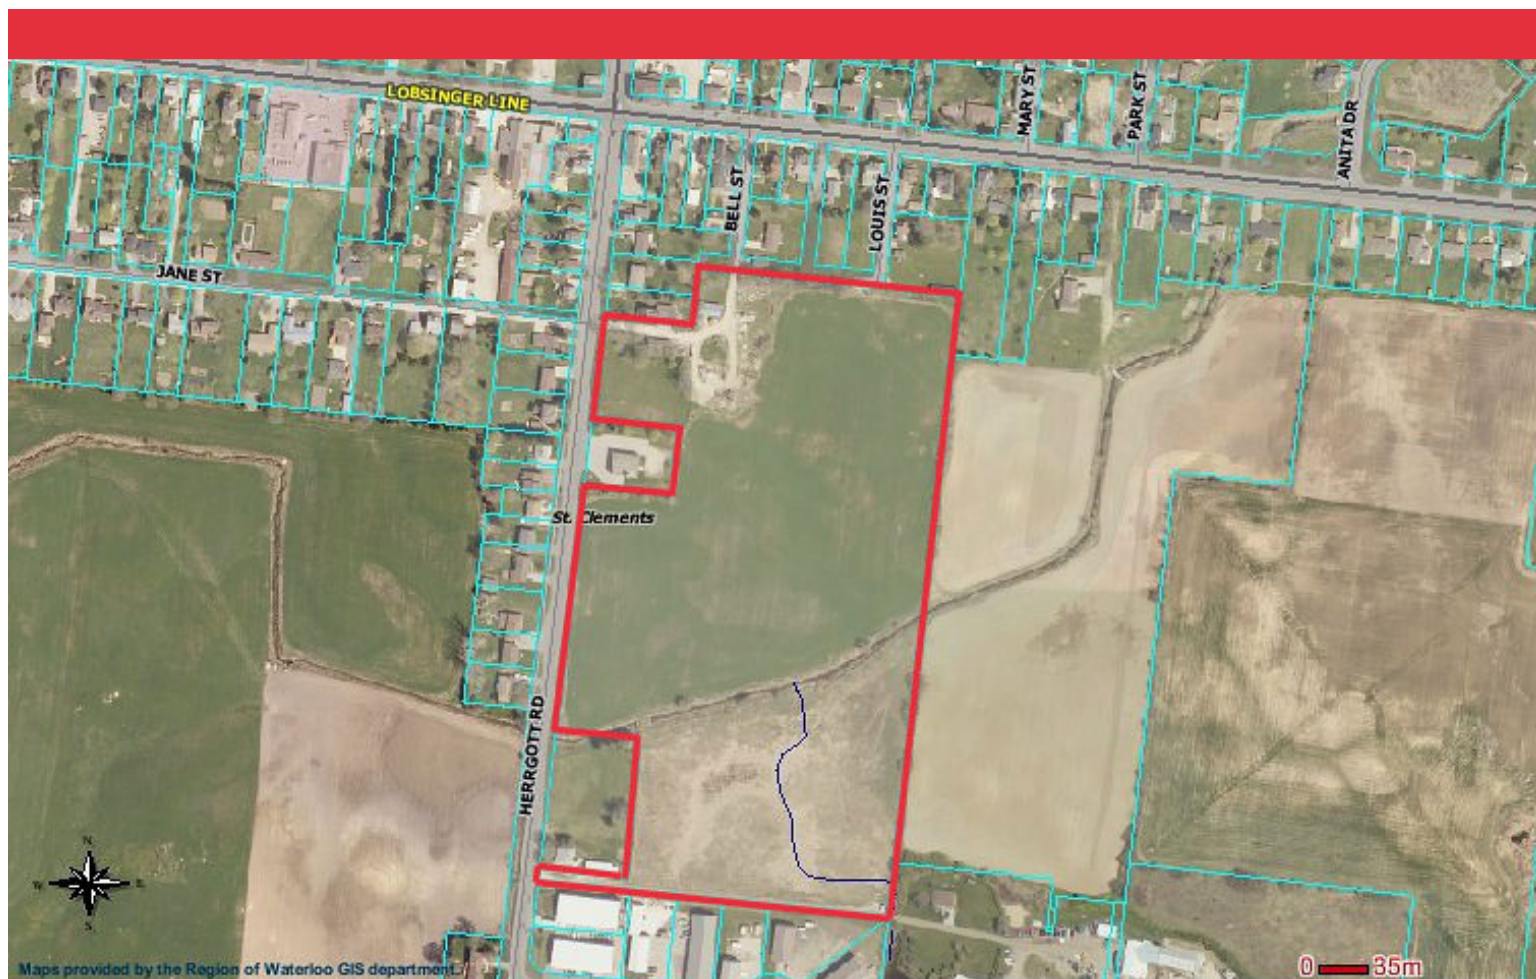 LOBSINGER LINE
MARY ST
PARK ST
ANITA DR
BELL ST
LOUIS ST
JANE ST
St. Clements
HERRGOTT RD
N
W E
S
Maps provided by the Region of Waterloo GIS department.
0 35m